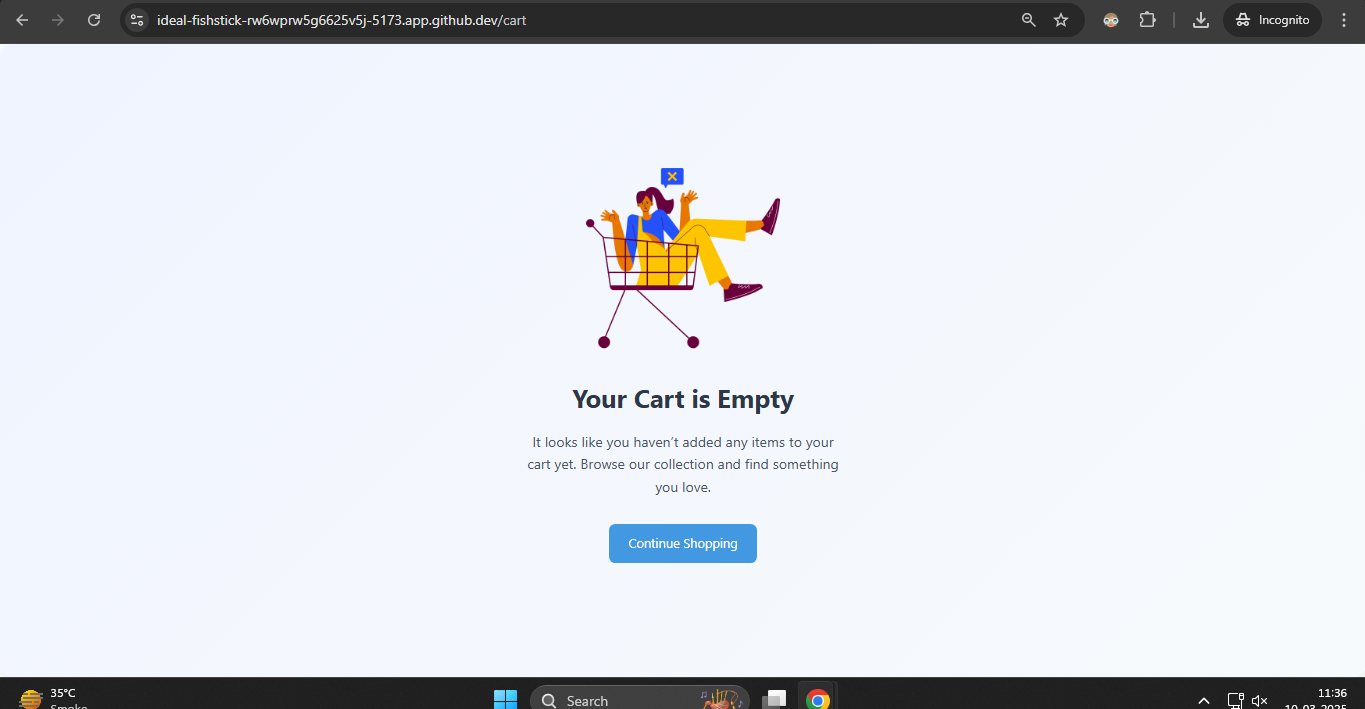 ideal-fishstick-rw6wprw5g6625v5j-5173.app.github.dev/cart
Incognito
Your Cart is Empty
It looks like you haven’t added any items to your
cart yet. Browse our collection and find something
you love.
Continue Shopping
35°C
Smoke
Search
11:36
10-03-2025